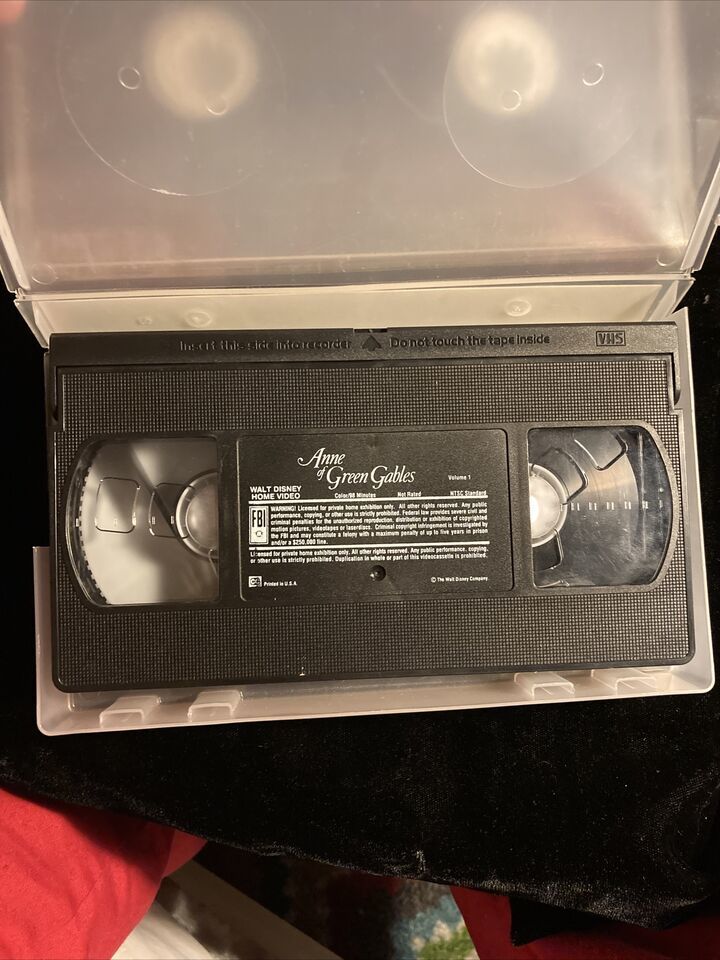 Insert this side into recorder Do not touch the tape inside VHS
Anne
of Green Gables
Volume 1
WALT DISNEY
HOME VIDEO
Color/98 Minutes Not Rated NTSC Standard
FBI
WARNING! Licensed for private home exhibition only. All other rights reserved. Any public
performance, copying, or other use is strictly prohibited. Federal law provides severe civil and
criminal penalties for the unauthorized reproduction, distribution or exhibition of copyrighted
motion pictures, videotapes or laserdiscs. Criminal copyright infringement is investigated by
the FBI and may constitute a felony with a maximum penalty of up to five years in prison
and/or a $250,000 fine.
Licensed for private home exhibition only. All other rights reserved. Any public performance, copying,
or other use is strictly prohibited. Duplication in whole or part of this videocassette is prohibited.
Printed in U.S.A. © The Walt Disney Company.